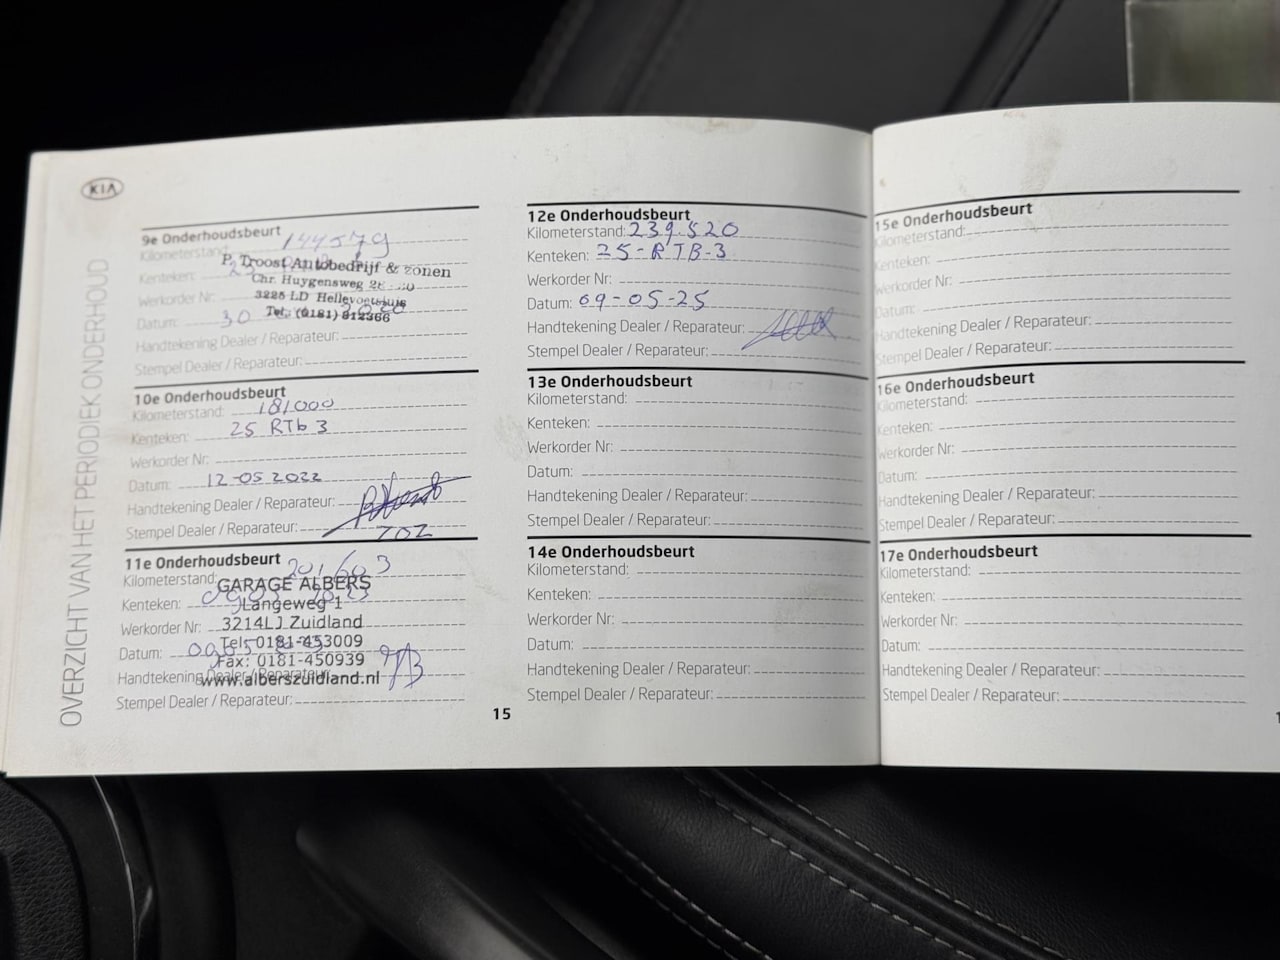 KIA
OVERZICHT VAN HET PERIODIEK ONDERHOUD
9e Onderhoudsbeurt
Kilometerstand: 144579
Kenteken:
P. Troost Autobedrijf & zonen
Chr. Huygensweg
Werkorder Nr:
3225 LD Hellevoetsluis
Datum: 30
Tel.: (0181)
Handtekening Dealer / Reparateur:
Stempel Dealer / Reparateur:
10e Onderhoudsbeurt
Kilometerstand: 181000
Kenteken: 25 RTb 3
Werkorder Nr:
Datum: 12-05 2022
Handtekening Dealer / Reparateur:
Stempel Dealer / Reparateur:
11e Onderhoudsbeurt
Kilometerstand:
GARAGE ALBERS
Kenteken:
Langeweg 1
Werkorder Nr: 3214LJ Zuidland
Tel: 0181-453009
Datum:
Fax: 0181-450939
Handtekening Dealer / Reparateur:
www.alberszuidland.nl
Stempel Dealer / Reparateur:
15
12e Onderhoudsbeurt
Kilometerstand: 239.520
Kenteken: 25-RTB-3
Werkorder Nr:
Datum: 09-05-25
Handtekening Dealer / Reparateur:
Stempel Dealer / Reparateur:
13e Onderhoudsbeurt
Kilometerstand:
Kenteken:
Werkorder Nr:
Datum:
Handtekening Dealer / Reparateur:
Stempel Dealer / Reparateur:
14e Onderhoudsbeurt
Kilometerstand:
Kenteken:
Werkorder Nr:
Datum:
Handtekening Dealer / Reparateur:
Stempel Dealer / Reparateur:
15e Onderhoudsbeurt
Kilometerstand:
Kenteken:
Werkorder Nr:
Datum:
Handtekening Dealer / Reparateur:
Stempel Dealer / Reparateur:
16e Onderhoudsbeurt
Kilometerstand:
Kenteken:
Werkorder Nr:
Datum:
Handtekening Dealer / Reparateur:
Stempel Dealer / Reparateur:
17e Onderhoudsbeurt
Kilometerstand:
Kenteken:
Werkorder Nr:
Datum:
Handtekening Dealer / Reparateur:
Stempel Dealer / Reparateur: